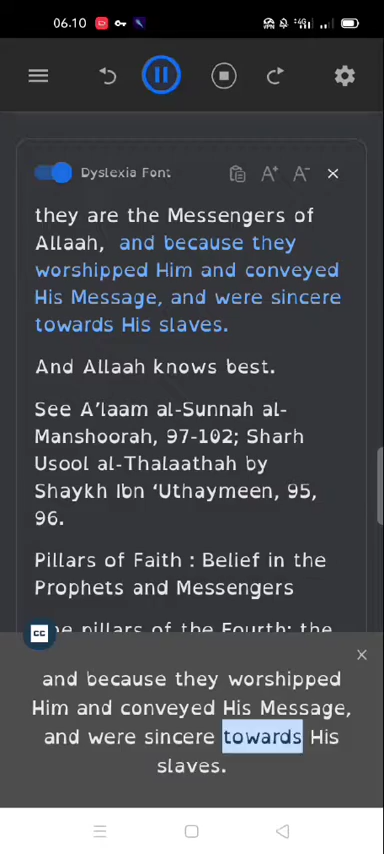 06.10
Dyslexia Font
A+ A-
they are the Messengers of
Allaah, and because they
worshipped Him and conveyed
His Message, and were sincere
towards His slaves.
And Allaah knows best.
See A'laam al-Sunnah al-
Manshoorah, 97-102; Sharh
Usool al-Thalaathah by
Shaykh Ibn ‘Uthaymeen, 95,
96.
Pillars of Faith : Belief in the
Prophets and Messengers
pillars of the Fourth: the
CC
and because they worshipped
Him and conveyed His Message,
and were sincere towards His
slaves.